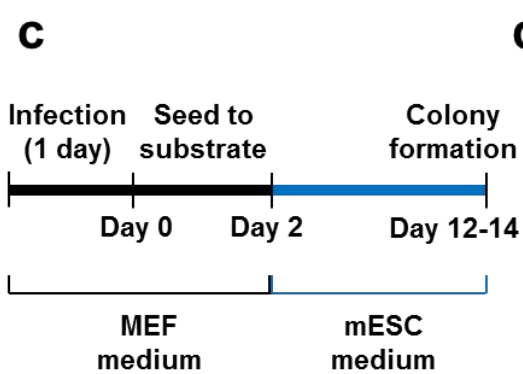 c
Infection Seed to Colony
(1 day) substrate formation
Day 0 Day 2 Day 12-14
MEF mESC
medium medium